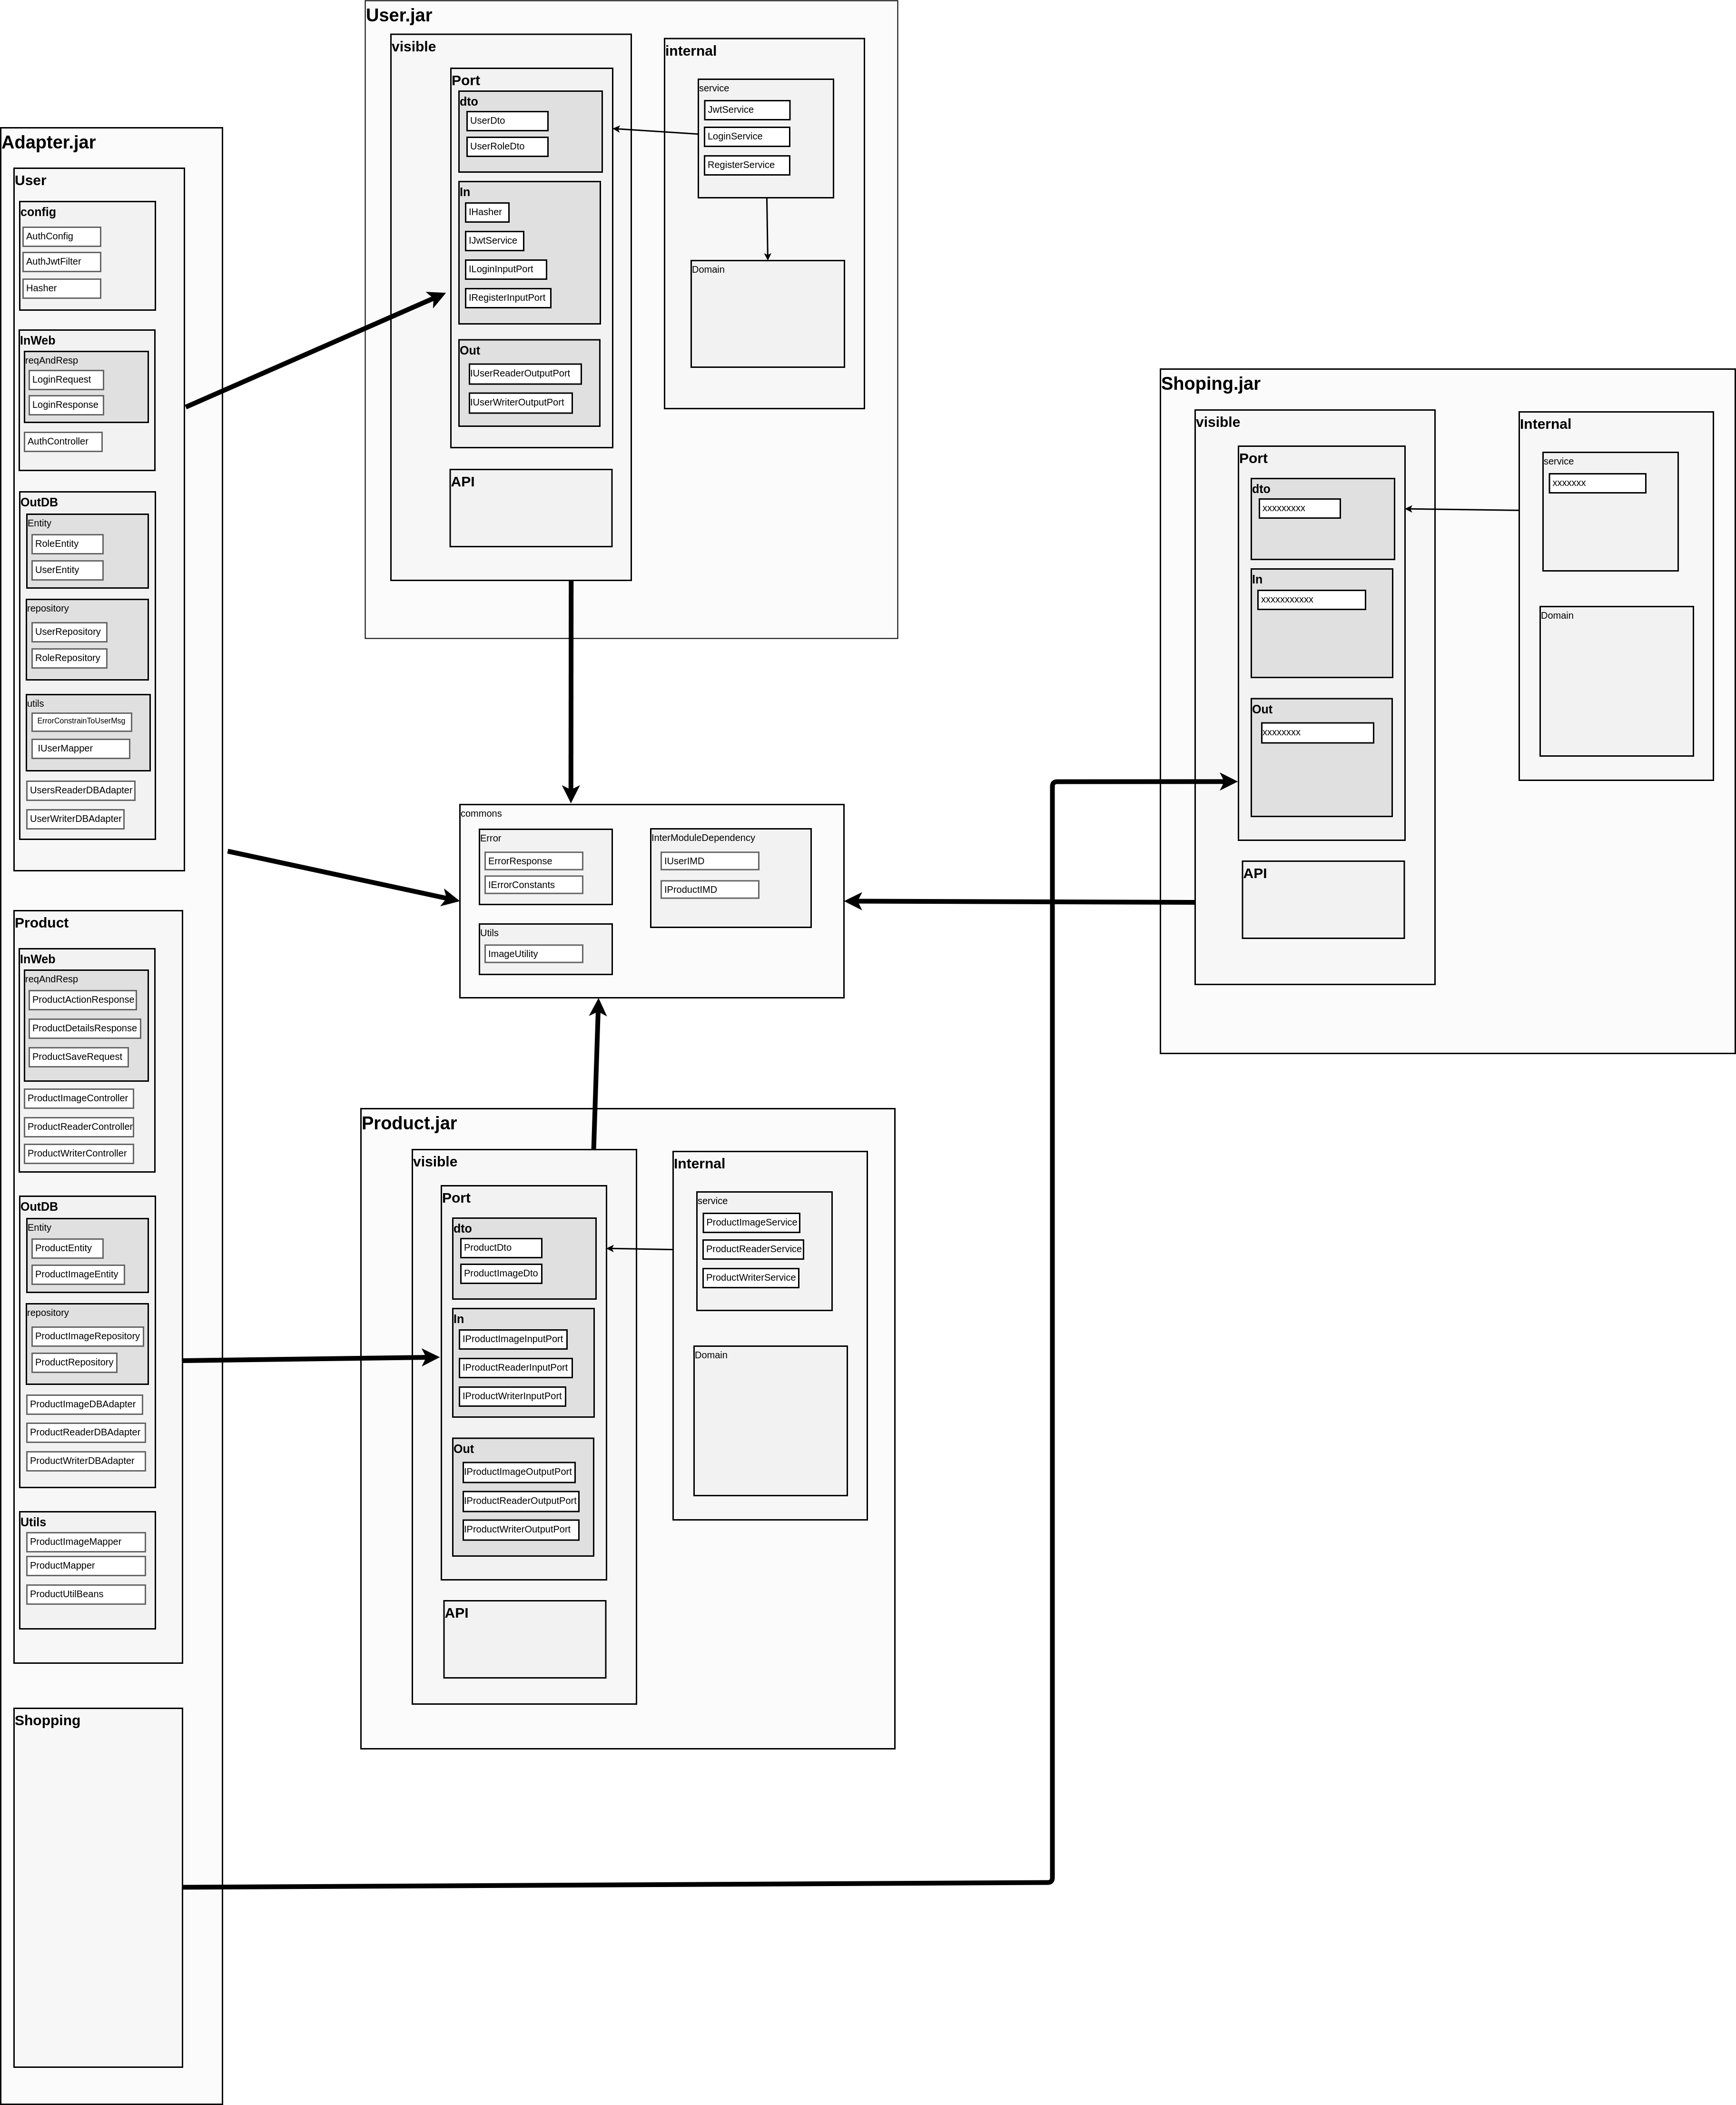 User.jar
visible
Port
dto
UserDto
UserRoleDto
In
IHasher
IJwtService
ILoginInputPort
IRegisterInputPort
Out
IUserReaderOutputPort
IUserWriterOutputPort
API
internal
service
JwtService
LoginService
RegisterService
Domain
Adapter.jar
User
config
AuthConfig
AuthJwtFilter
Hasher
InWeb
reqAndResp
LoginRequest
LoginResponse
AuthController
OutDB
Entity
RoleEntity
UserEntity
repository
UserRepository
RoleRepository
utils
ErrorConstrainToUserMsg
IUserMapper
UsersReaderDBAdapter
UserWriterDBAdapter
Product
InWeb
reqAndResp
ProductActionResponse
ProductDetailsResponse
ProductSaveRequest
ProductImageController
ProductReaderController
ProductWriterController
OutDB
Entity
ProductEntity
ProductImageEntity
repository
ProductImageRepository
ProductRepository
ProductImageDBAdapter
ProductReaderDBAdapter
ProductWriterDBAdapter
Utils
ProductImageMapper
ProductMapper
ProductUtilBeans
Shopping
commons
Error
ErrorResponse
IErrorConstants
Utils
ImageUtility
InterModuleDependency
IUserIMD
IProductIMD
Product.jar
visible
Port
dto
ProductDto
ProductImageDto
In
IProductImageInputPort
IProductReaderInputPort
IProductWriterInputPort
Out
IProductImageOutputPort
IProductReaderOutputPort
IProductWriterOutputPort
API
Internal
service
ProductImageService
ProductReaderService
ProductWriterService
Domain
Shoping.jar
visible
Port
dto
xxxxxxxxx
In
xxxxxxxxxxx
Out
xxxxxxxx
API
Internal
service
xxxxxxx
Domain